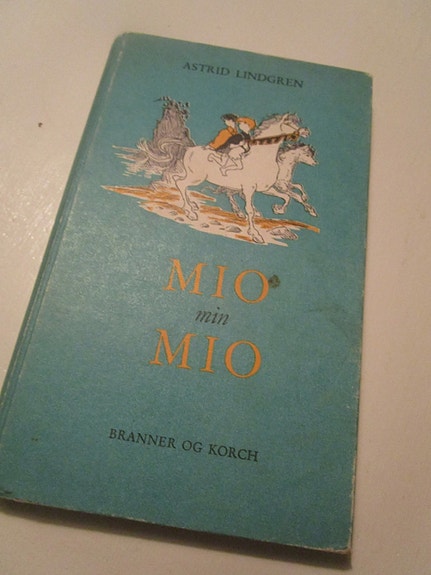 ASTRID LINDGREN
MIO
min
MIO
BRANNER OG KORCH